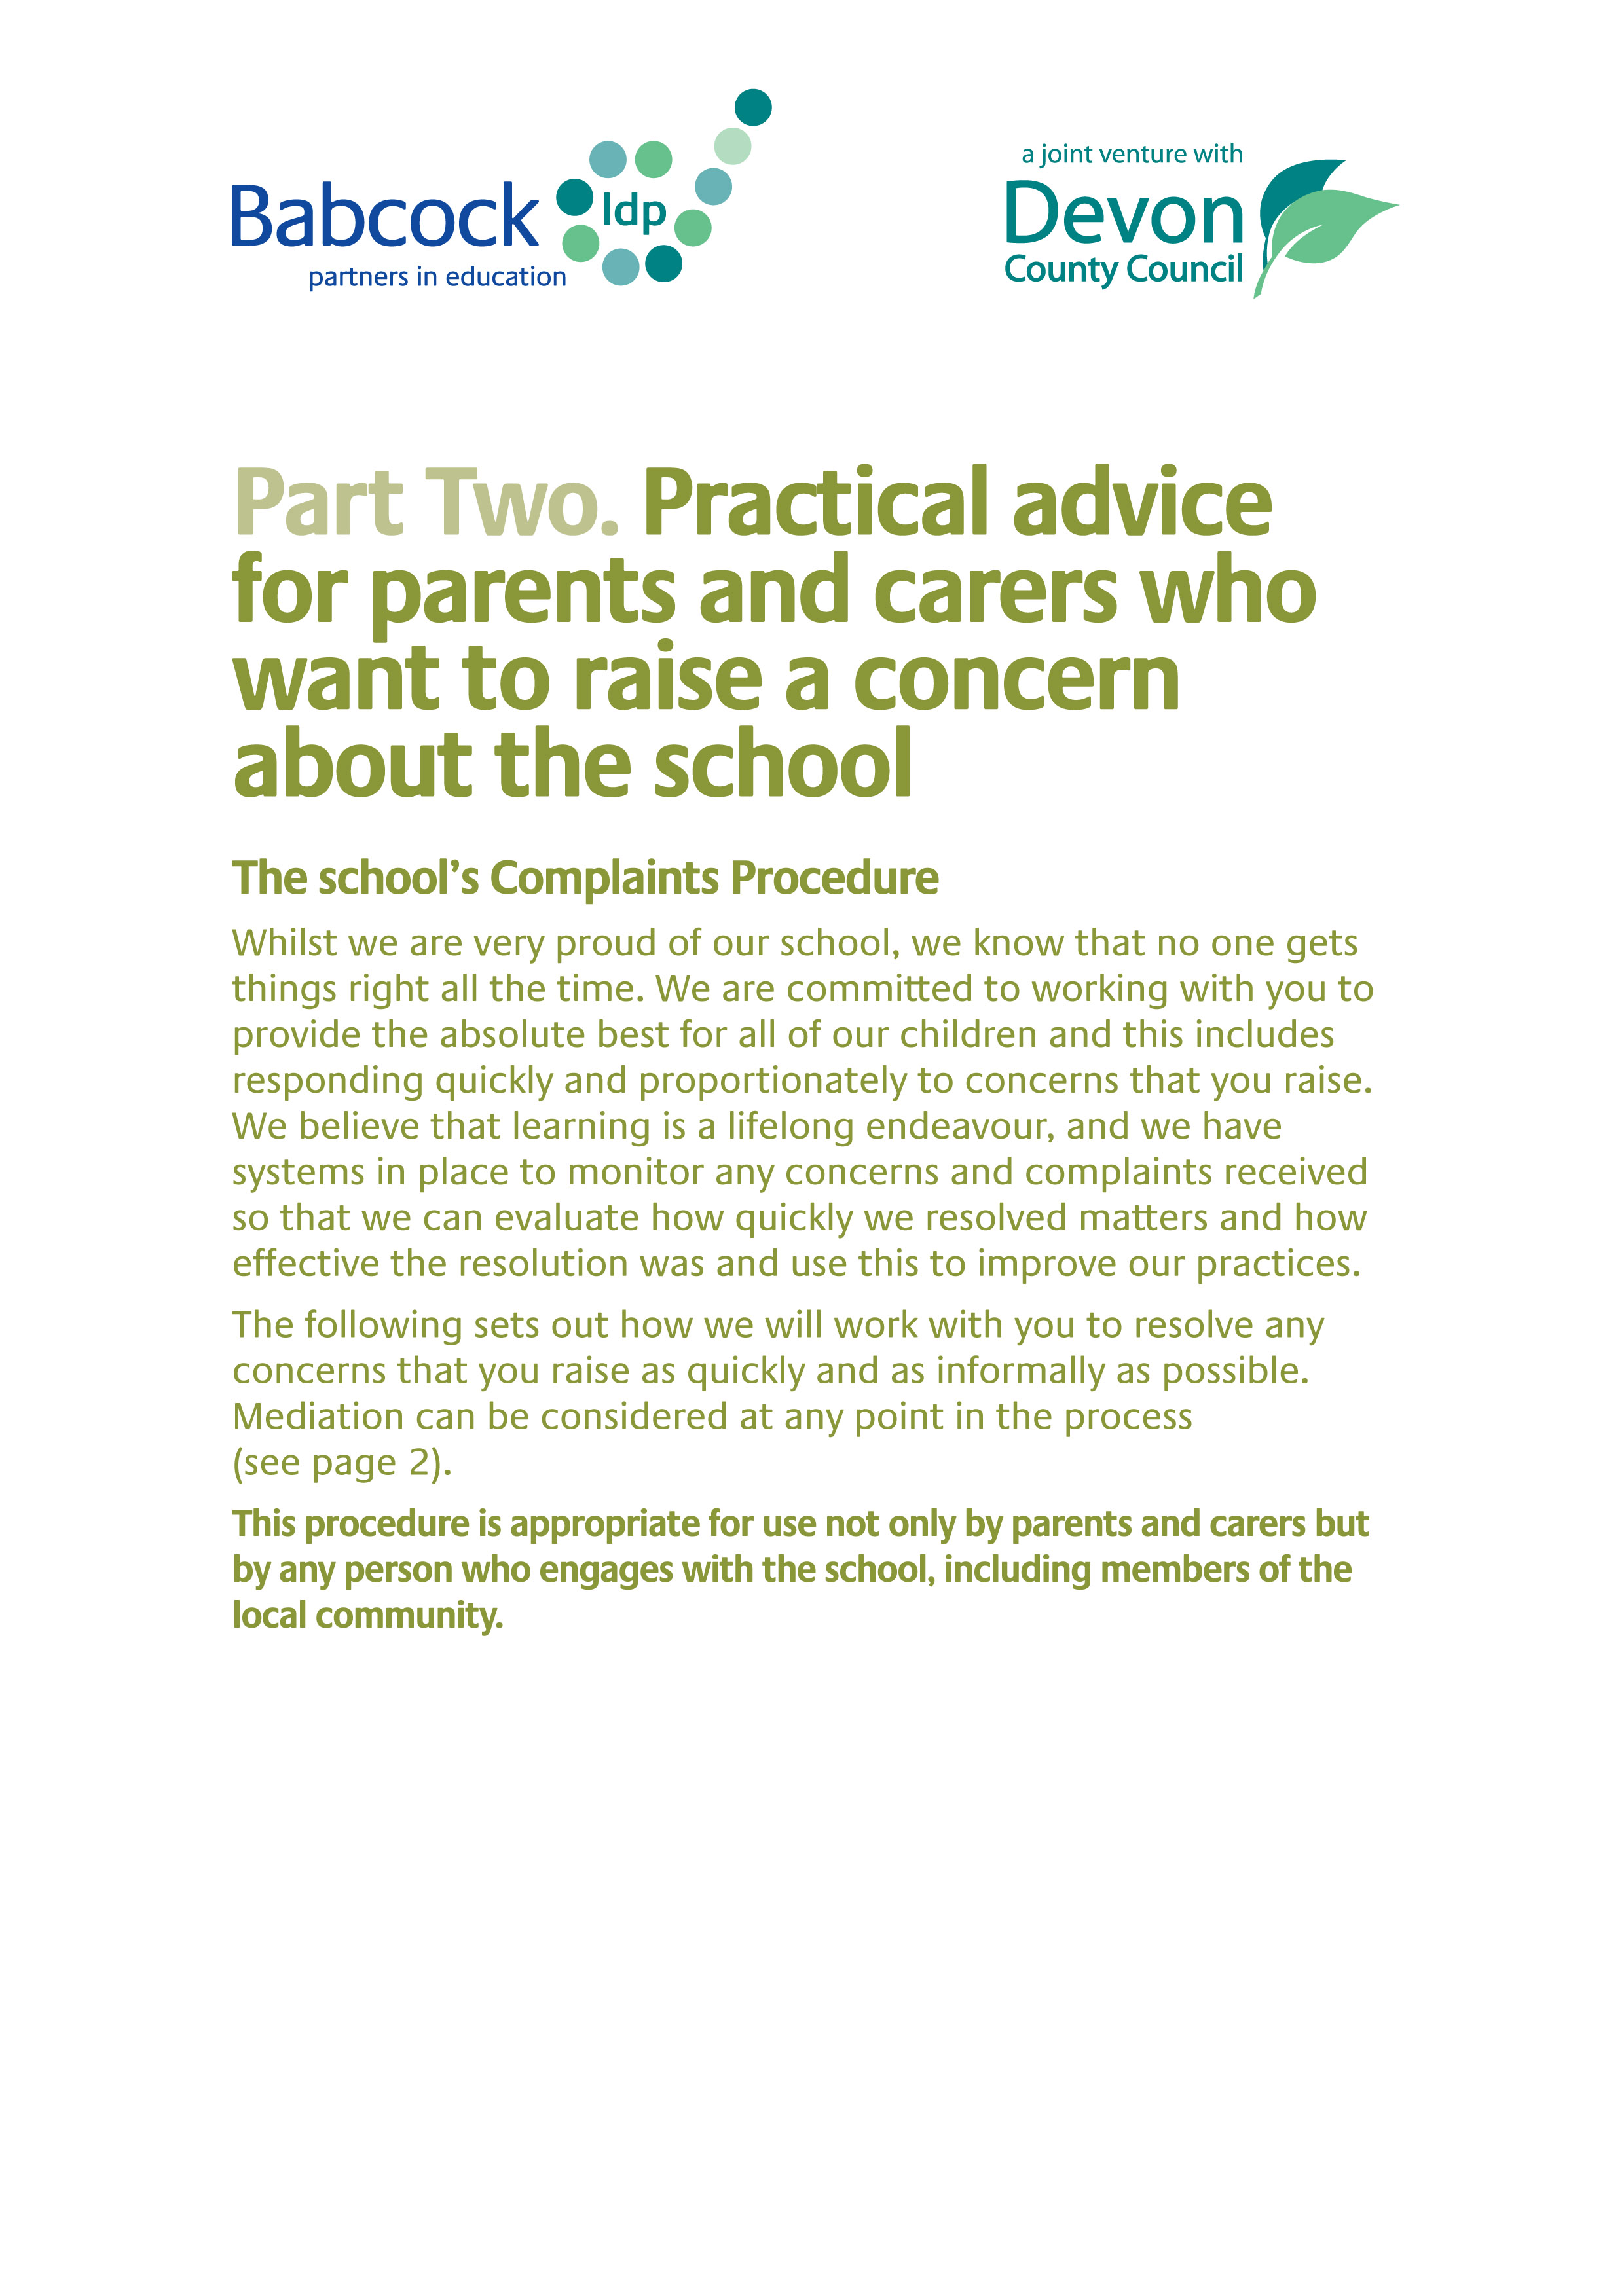 Babcock
ldp
partners in education
a joint venture with
Devon
County Council
Part Two. Practical advice
for parents and carers who
want to raise a concern
about the school
The school’s Complaints Procedure
Whilst we are very proud of our school, we know that no one gets
things right all the time. We are committed to working with you to
provide the absolute best for all of our children and this includes
responding quickly and proportionately to concerns that you raise.
We believe that learning is a lifelong endeavour, and we have
systems in place to monitor any concerns and complaints received
so that we can evaluate how quickly we resolved matters and how
effective the resolution was and use this to improve our practices.
The following sets out how we will work with you to resolve any
concerns that you raise as quickly and as informally as possible.
Mediation can be considered at any point in the process
(see page 2).
This procedure is appropriate for use not only by parents and carers but
by any person who engages with the school, including members of the
local community.